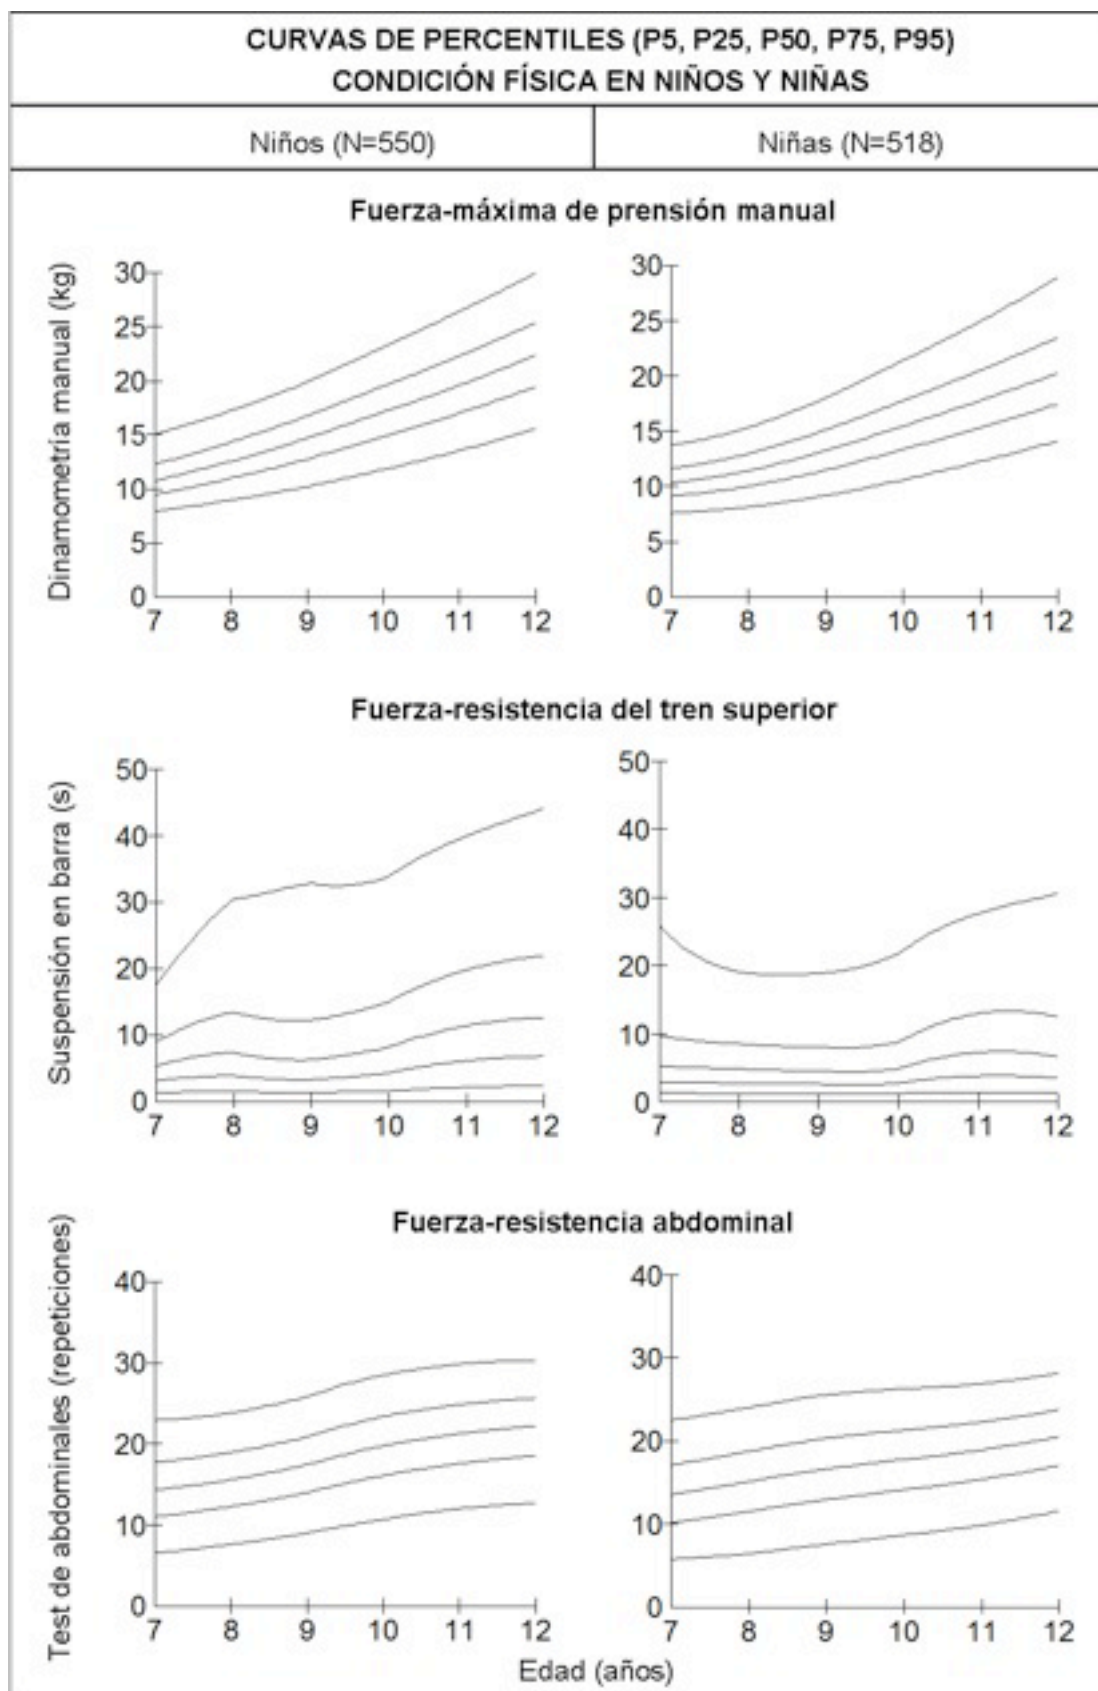 CURVAS DE PERCENTILES (P5, P25, P50, P75, P95)
CONDICIÓN FÍSICA EN NIÑOS Y NIÑAS
Niños (N=550)
Niñas (N=518)
Fuerza-máxima de prensión manual
Dinamometría manual (kg)
30
25
20
15
10
5
0
7 8 9 10 11 12
30
25
20
15
10
5
0
7 8 9 10 11 12
Fuerza-resistencia del tren superior
Suspensión en barra (s)
50
40
30
20
10
0
7 8 9 10 11 12
50
40
30
20
10
0
7 8 9 10 11 12
Fuerza-resistencia abdominal
Test de abdominales (repeticiones)
40
30
20
10
0
7 8 9 10 11 12
40
30
20
10
0
7 8 9 10 11 12
Edad (años)